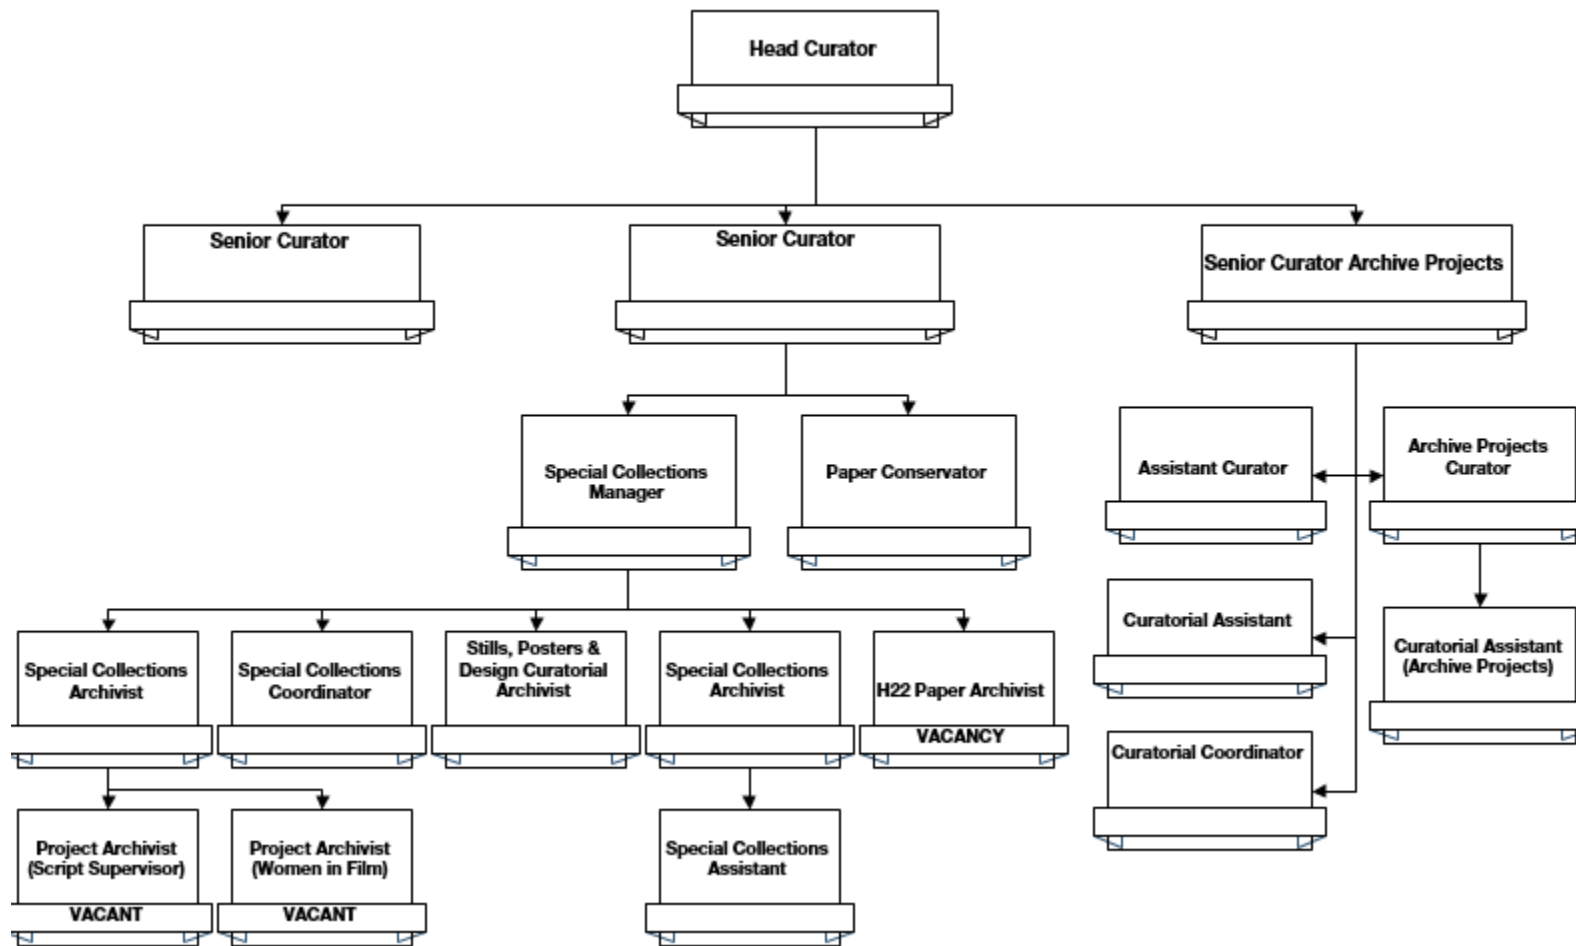 Head Curator
Senior Curator
Senior Curator
Senior Curator Archive Projects
Special Collections
Manager
Paper Conservator
Assistant Curator
Archive Projects
Curator
Curatorial Assistant
Curatorial Assistant
(Archive Projects)
Special Collections
Archivist
Special Collections
Coordinator
Stills, Posters &
Design Curatorial
Archivist
Special Collections
Archivist
H22 Paper Archivist
VACANCY
Curatorial Coordinator
Project Archivist
(Script Supervisor)
VACANT
Project Archivist
(Women in Film)
VACANT
Special Collections
Assistant